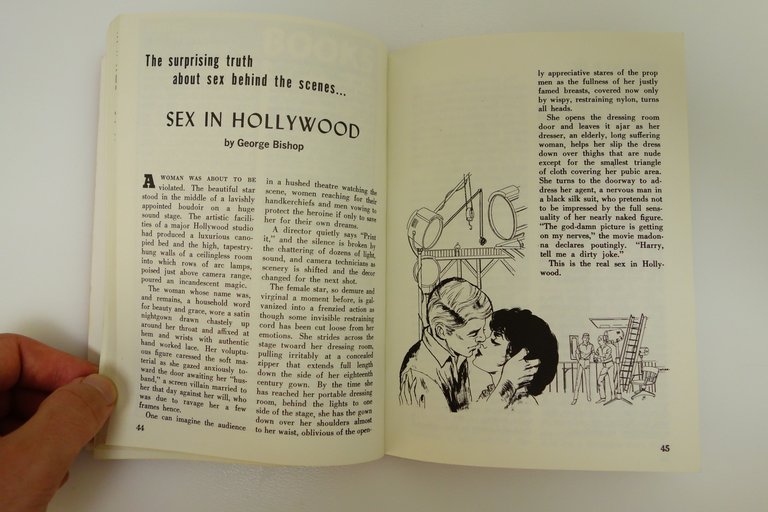 The surprising truth
about sex behind the scenes...
SEX IN HOLLYWOOD
by George Bishop
A WOMAN WAS ABOUT TO BE
violated. The beautiful star
stood in the middle of a lavishly
appointed boudoir on a huge
sound stage. The artistic facili-
ties of a major Hollywood studio
had produced a luxurious cano-
pied bed and the high, tapestry-
hung walls of a ceilingless room
into which rows of arc lamps,
poised just above camera range,
poured an incandescent magic.
The woman whose name was,
and remains, a household word
for beauty and grace, wore a satin
nightgown drawn chastely up
around her throat and affixed at
hem and wrists with authentic
hand worked lace. Her voluptu-
ous figure caressed the soft ma-
terial as she gazed anxiously to-
ward the door awaiting her "hus-
band," a screen villain married to
her that day against her will, who
was due to ravage her a few
frames hence.
One can imagine the audience
44
in a hushed theatre watching the
scene, women reaching for their
handkerchiefs and men vowing to
protect the heroine if only to save
her for their own dreams.
A director quietly says "Print
it," and the silence is broken by
the chattering of dozens of light,
sound, and camera technicians as
scenery is shifted and the decor
changed for the next shot.
The female star, so demure and
virginal a moment before, is gal-
vanized into a frenzied action as
though some invisible restraining
cord has been cut loose from her
emotions. She strides across the
stage twoard her dressing room,
pulling irritably at a concealed
zipper that extends full length
down the side of her eighteenth
century gown. By the time she
has reached her portable dressing
room, behind the lights to one
side of the stage, she has the gown
down over her shoulders almost
to her waist, oblivious of the open-
ly appreciative stares of the prop
men as the fullness of her justly
famed breasts, covered now only
by wispy, restraining nylon, turns
all heads.
She opens the dressing room
door and leaves it ajar as her
dresser, an elderly, long suffering
woman, helps her slip the dress
down over thighs that are nude
except for the smallest triangle
of cloth covering her pubic area.
She turns to the doorway to ad-
dress her agent, a nervous man in
a black silk suit, who pretends not
to be impressed by the full sens-
uality of her nearly naked figure.
"The god-damn picture is getting
on my nerves," the movie madon-
na declares poutingly. "Harry,
tell me a dirty joke."
This is the real sex in Holly-
wood.
45